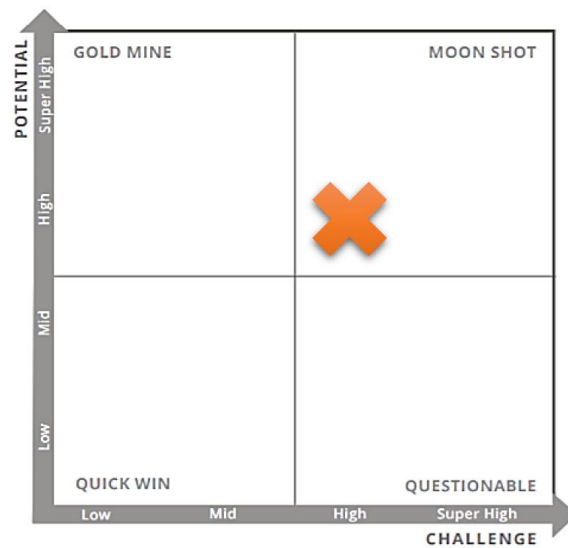 POTENTIAL
Super High
High
Mid
Low
GOLD MINE
MOON SHOT
QUICK WIN
QUESTIONABLE
Low
Mid
High
Super High
CHALLENGE